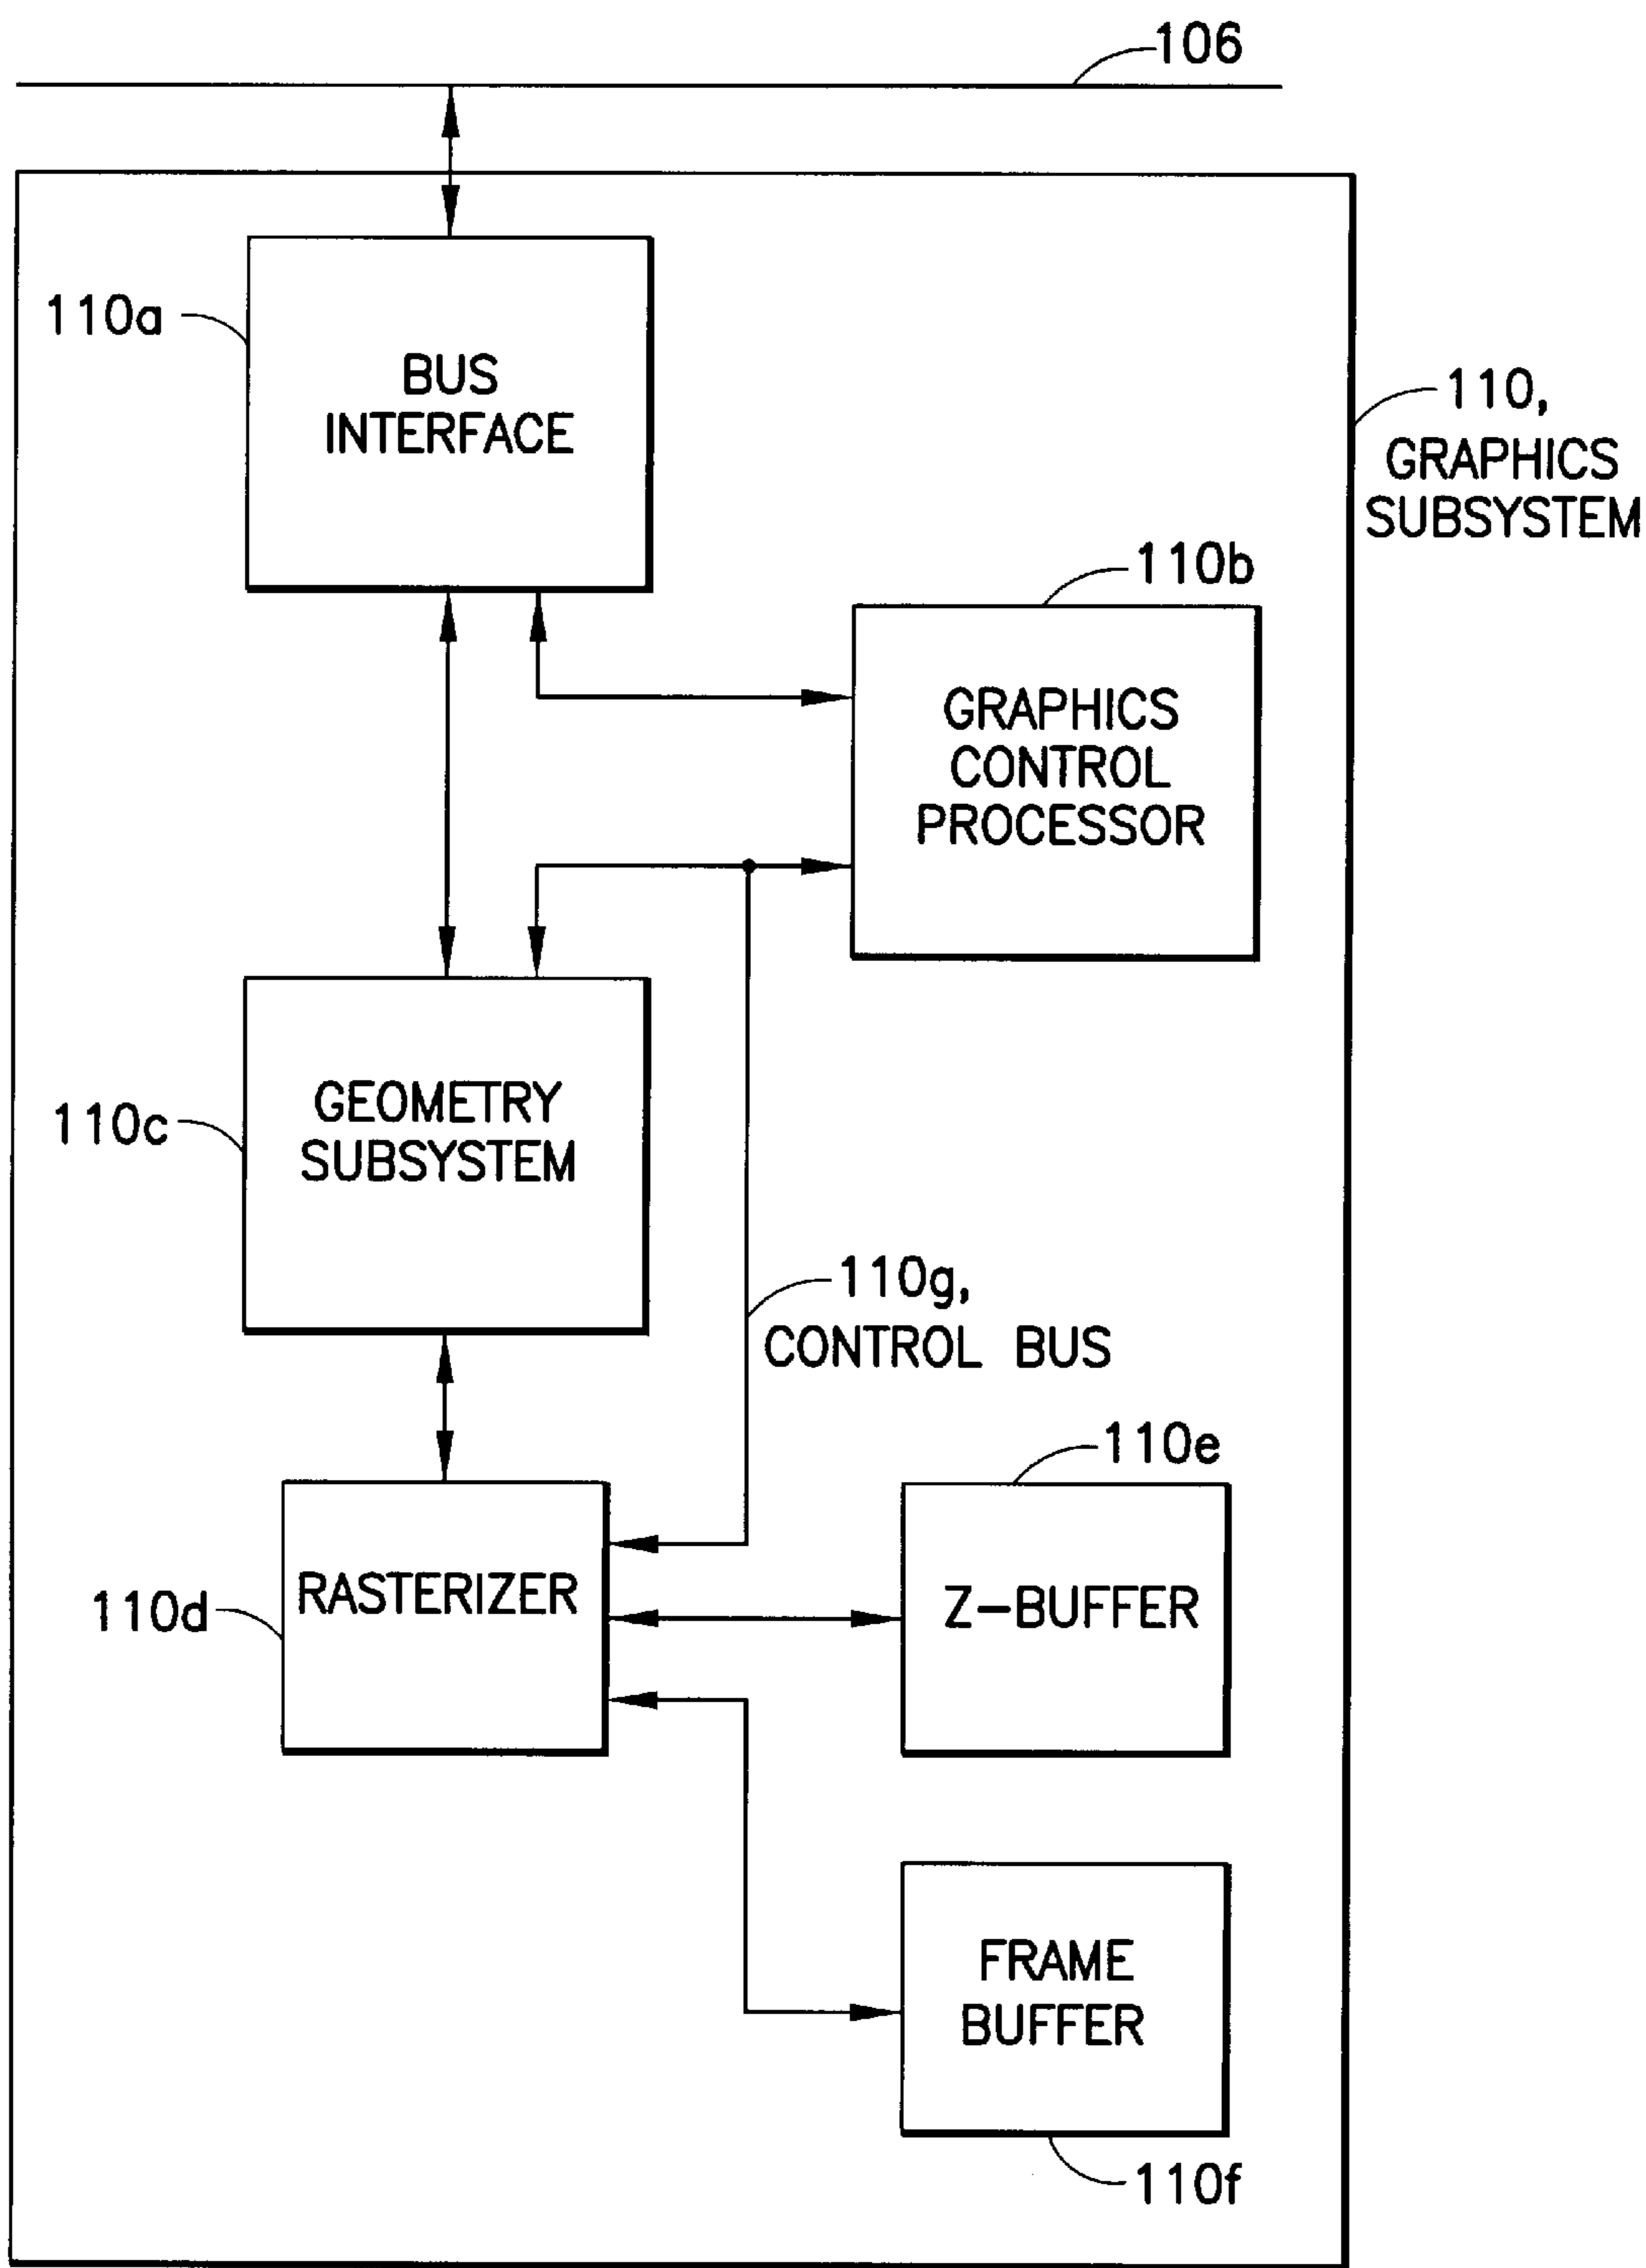 106
110a
BUS
INTERFACE
110,
GRAPHICS
SUBSYSTEM
110b
GRAPHICS
CONTROL
PROCESSOR
110c
GEOMETRY
SUBSYSTEM
110g,
CONTROL BUS
110e
110d
RASTERIZER
Z-BUFFER
FRAME
BUFFER
110f